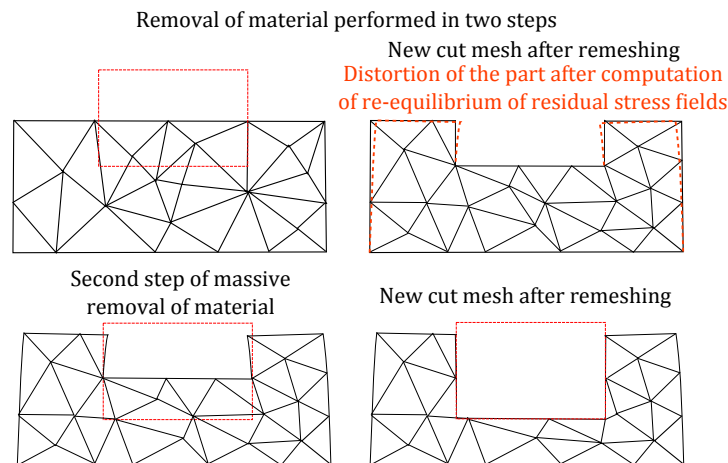 Removal of material performed in two steps
New cut mesh after remeshing
Distortion of the part after computation
of re-equilibrium of residual stress fields
Second step of massive
removal of material
New cut mesh after remeshing